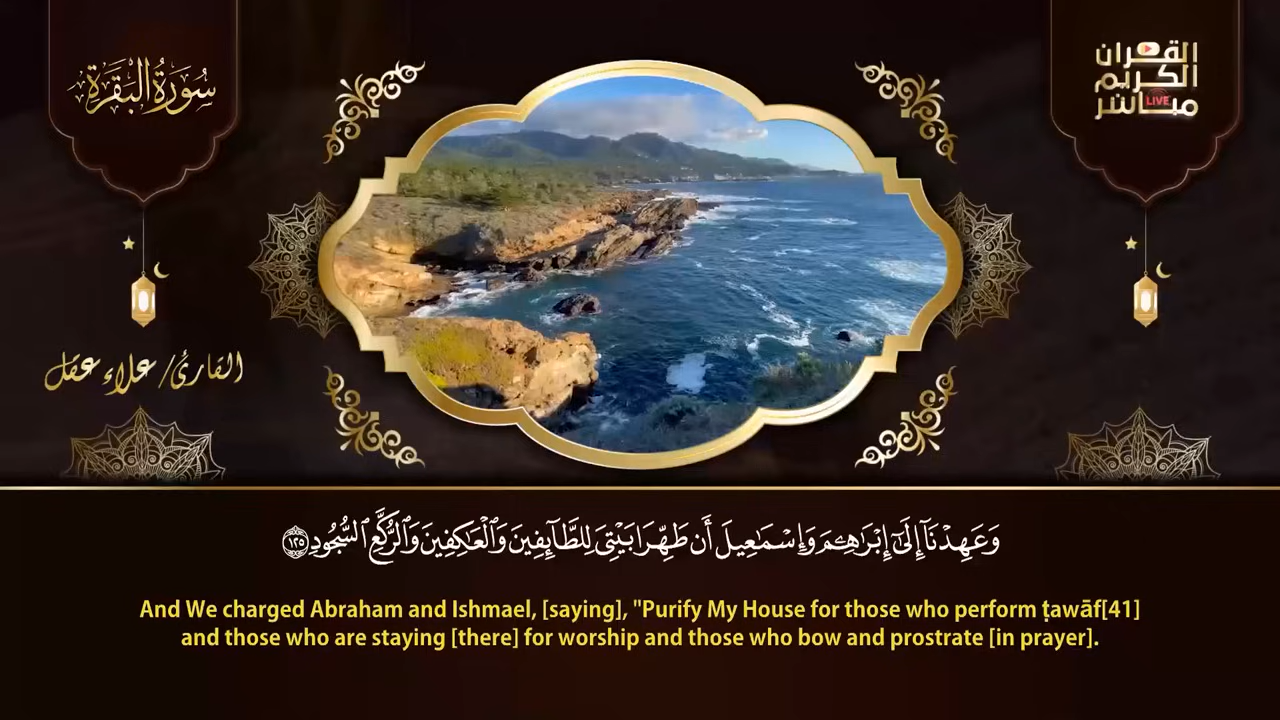 سُورَةُ البَقَرَةِ
القرآن
الكريم
مباشر
LIVE
القارئ/ علاء عقل
وَعَهِدْنَآ إِلَىٰٓ إِبْرَٰهِـۧمَ وَإِسْمَـٰعِيلَ أَن طَهِّرَا بَيْتِىَ لِلطَّآئِفِينَ وَٱلْعَـٰكِفِينَ وَٱلرُّكَّعِ ٱلسُّجُودِ ١٢٥
And We charged Abraham and Ishmael, [saying], "Purify My House for those who perform ṭawāf[41]
and those who are staying [there] for worship and those who bow and prostrate [in prayer].